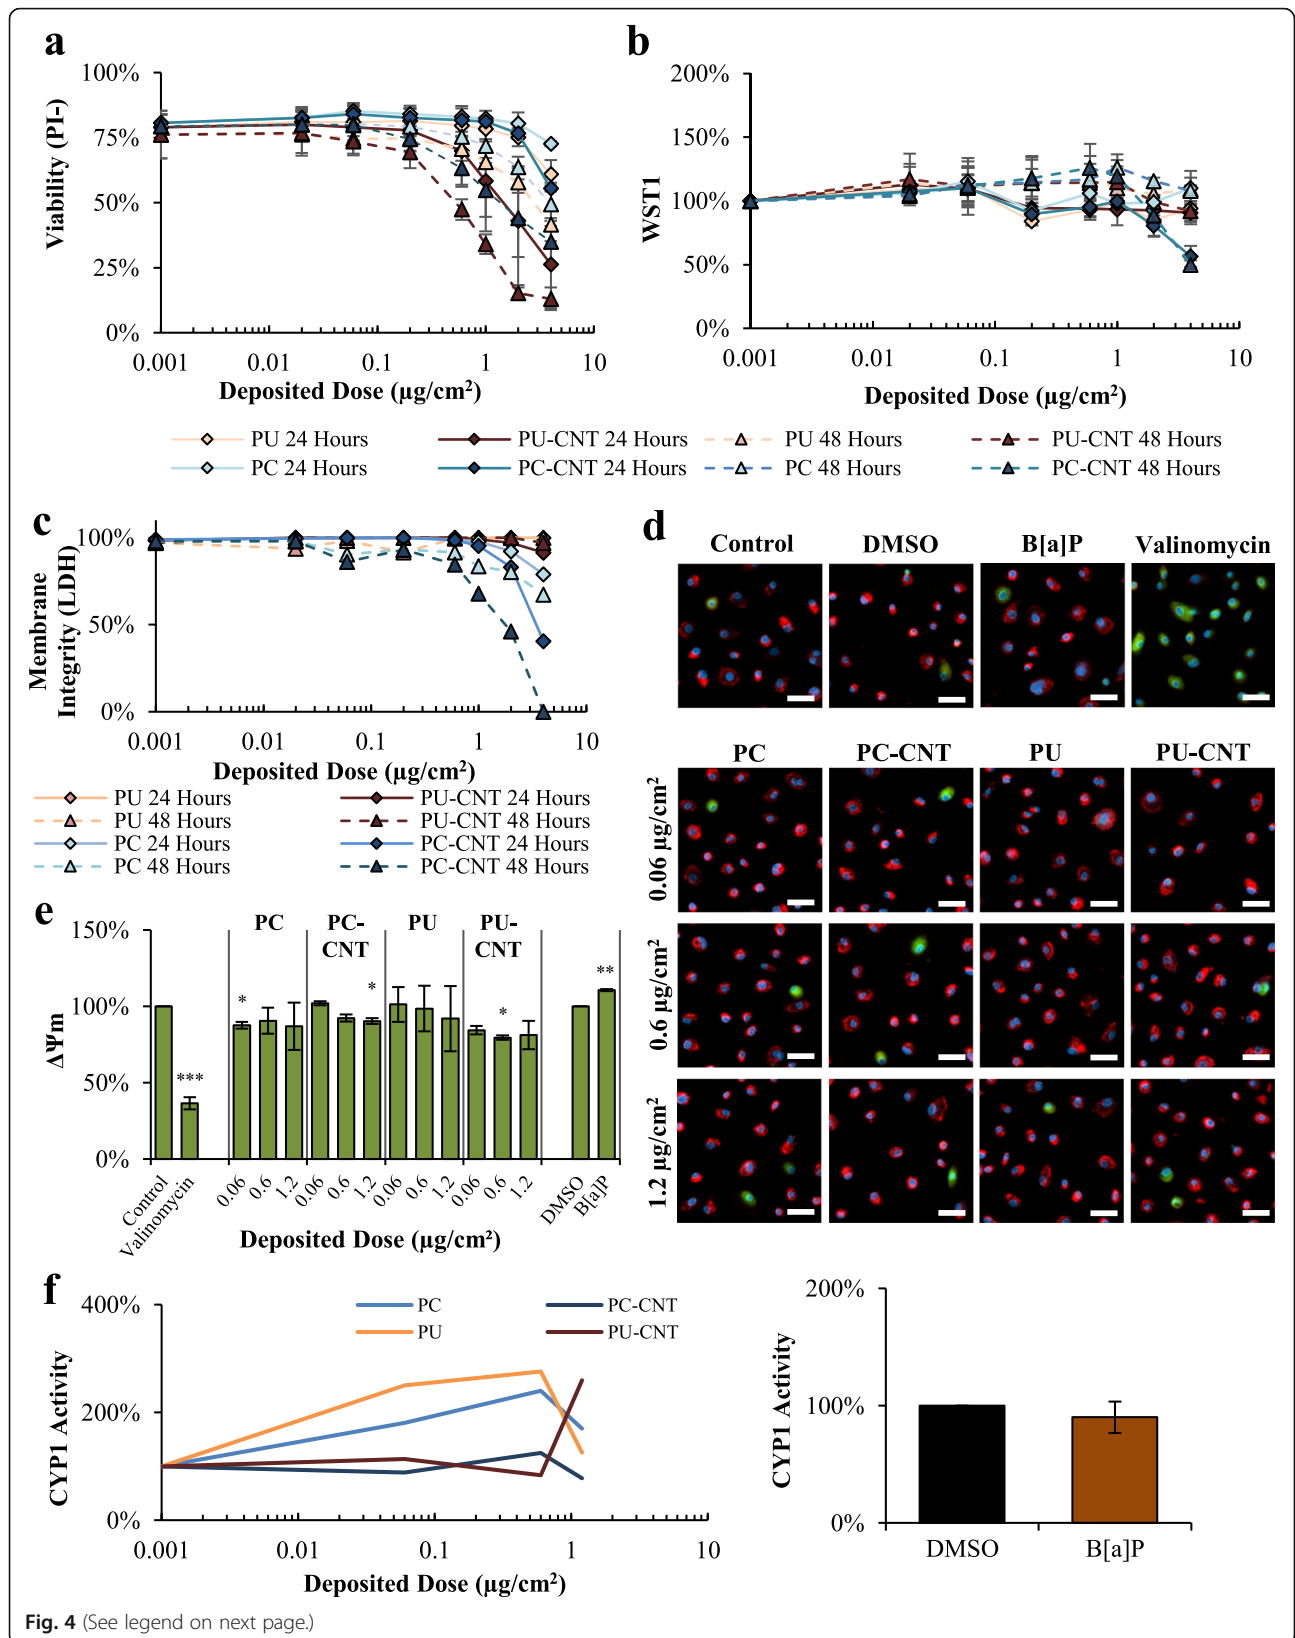 a
100%
75%
50%
25%
0%
Viability (PI-)
0.001 0.01 0.1 1 10
Deposited Dose (µg/cm²)
b
200%
150%
100%
50%
0%
WST1
0.001 0.01 0.1 1 10
Deposited Dose (µg/cm²)
PU 24 Hours PU-CNT 24 Hours PU 48 Hours PU-CNT 48 Hours
PC 24 Hours PC-CNT 24 Hours PC 48 Hours PC-CNT 48 Hours
c
100%
50%
0%
Membrane
Integrity (LDH)
0.001 0.01 0.1 1 10
Deposited Dose (µg/cm²)
PU 24 Hours PU-CNT 24 Hours
PU 48 Hours PU-CNT 48 Hours
PC 24 Hours PC-CNT 24 Hours
PC 48 Hours PC-CNT 48 Hours
d
Control DMSO B[a]P Valinomycin
PC PC-CNT PU PU-CNT
0.06 µg/cm²
0.6 µg/cm²
1.2 µg/cm²
e
PC PC-CNT PU PU-CNT
150%
100%
50%
0%
ΔΨm
*** * * * **
Control Valinomycin 0.06 0.6 1.2 0.06 0.6 1.2 0.06 0.6 1.2 0.06 0.6 1.2 DMSO B[a]P
Deposited Dose (µg/cm²)
f
400%
200%
0%
CYP1 Activity
PC PC-CNT
PU PU-CNT
0.001 0.01 0.1 1 10
Deposited Dose (µg/cm²)
200%
100%
0%
CYP1 Activity
DMSO B[a]P
Fig. 4 (See legend on next page.)